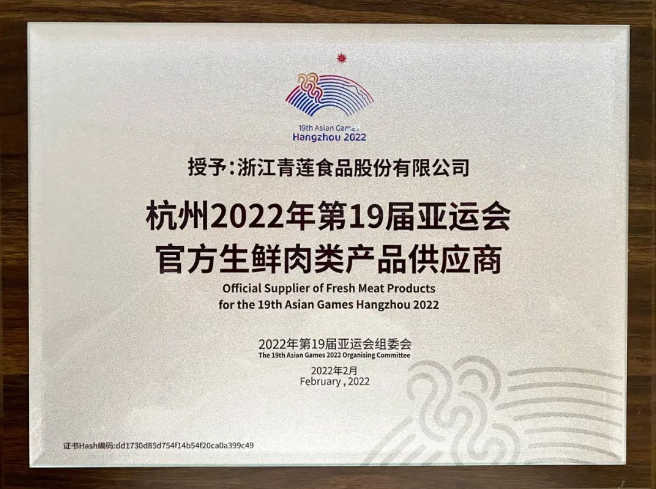 19th Asian Games
Hangzhou 2022
授予:浙江青莲食品股份有限公司
杭州2022年第19届亚运会
官方生鲜肉类产品供应商
Official Supplier of Fresh Meat Products
for the 19th Asian Games Hangzhou 2022
2022年第19届亚运会组委会
The 19th Asian Games 2022 Organising Committee
2022年2月
February , 2022
证书Hash编码:dd1730d85d754f14b54f20ca0a399c49